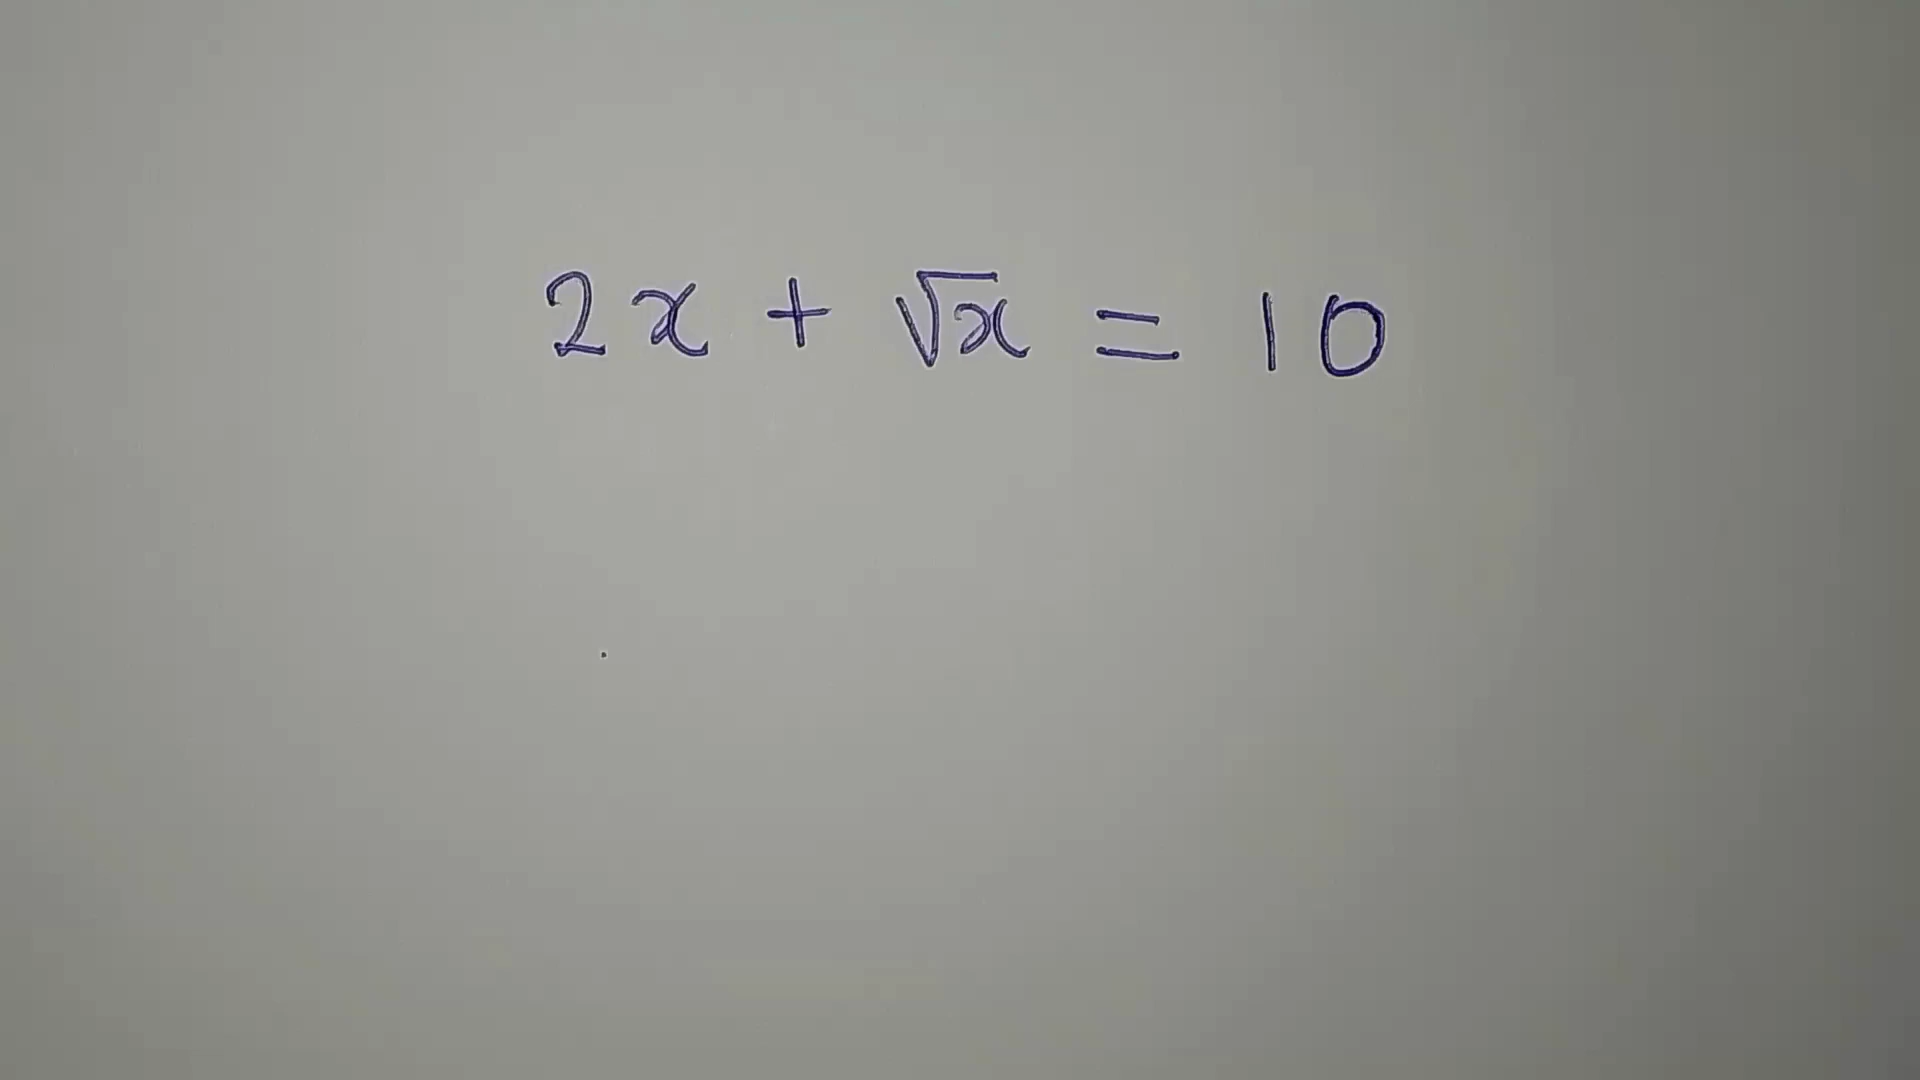 2x + √x = 10